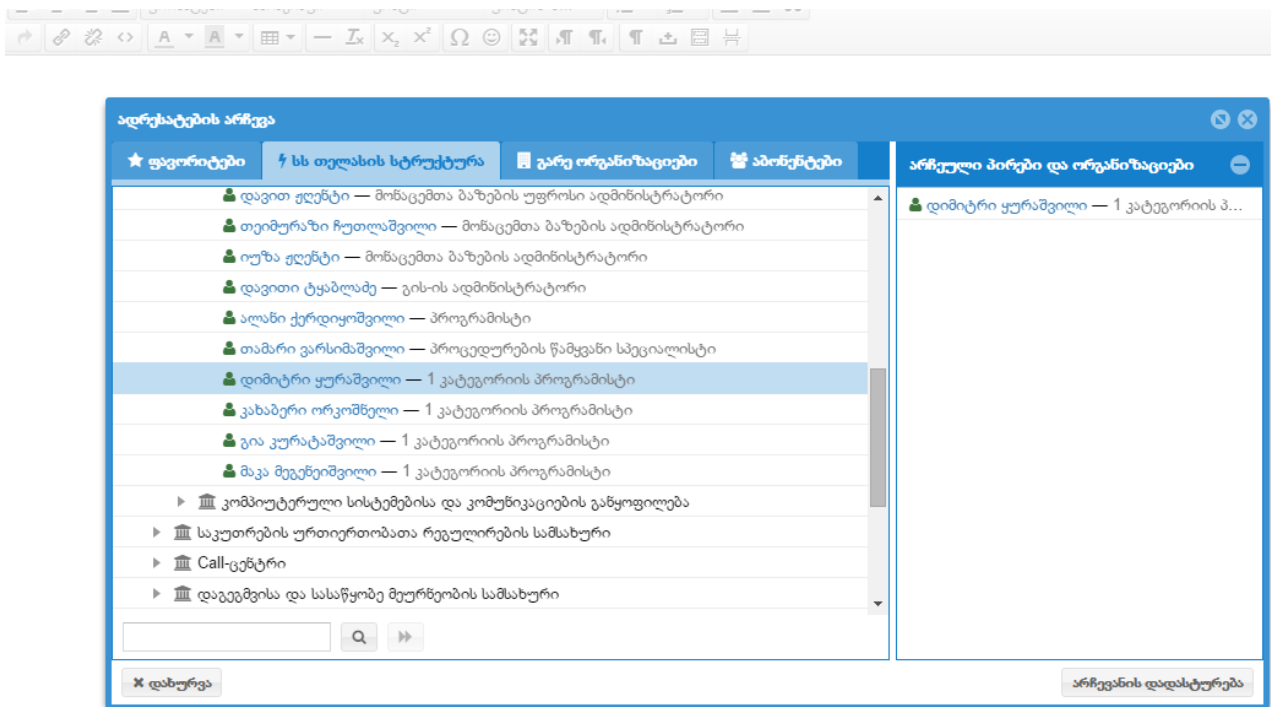 ადრესატების არჩევა
ფავორიტები
სს თელასის სტრუქტურა
გარე ორგანიზაციები
აბონენტები
არჩეული პირები და ორგანიზაციები
დავით ჟღენტი — მონაცემთა ბაზების უფროსი ადმინისტრატორი
დიმიტრი ყურაშვილი — 1 კატეგორიის პ...
თეიმურაზი ჩუთლაშვილი — მონაცემთა ბაზების ადმინისტრატორი
იუზა ჟღენტი — მონაცემთა ბაზების ადმინისტრატორი
დავითი ტყაბლაძე — გის-ის ადმინისტრატორი
ალანი ქერდიყოშვილი — პროგრამისტი
თამარი ვარსიმაშვილი — პროცედურების წამყვანი სპეციალისტი
დიმიტრი ყურაშვილი — 1 კატეგორიის პროგრამისტი
კახაბერი ორკოშნელი — 1 კატეგორიის პროგრამისტი
გია კურატაშვილი — 1 კატეგორიის პროგრამისტი
მაკა მეგენეიშვილი — 1 კატეგორიის პროგრამისტი
კომპიუტერული სისტემებისა და კომუნიკაციების განყოფილება
საკუთრების ურთიერთობათა რეგულირების სამსახური
Call-ცენტრი
დაგეგმვისა და სასაწყობე მეურნეობის სამსახური
დახურვა
არჩევანის დადასტურება